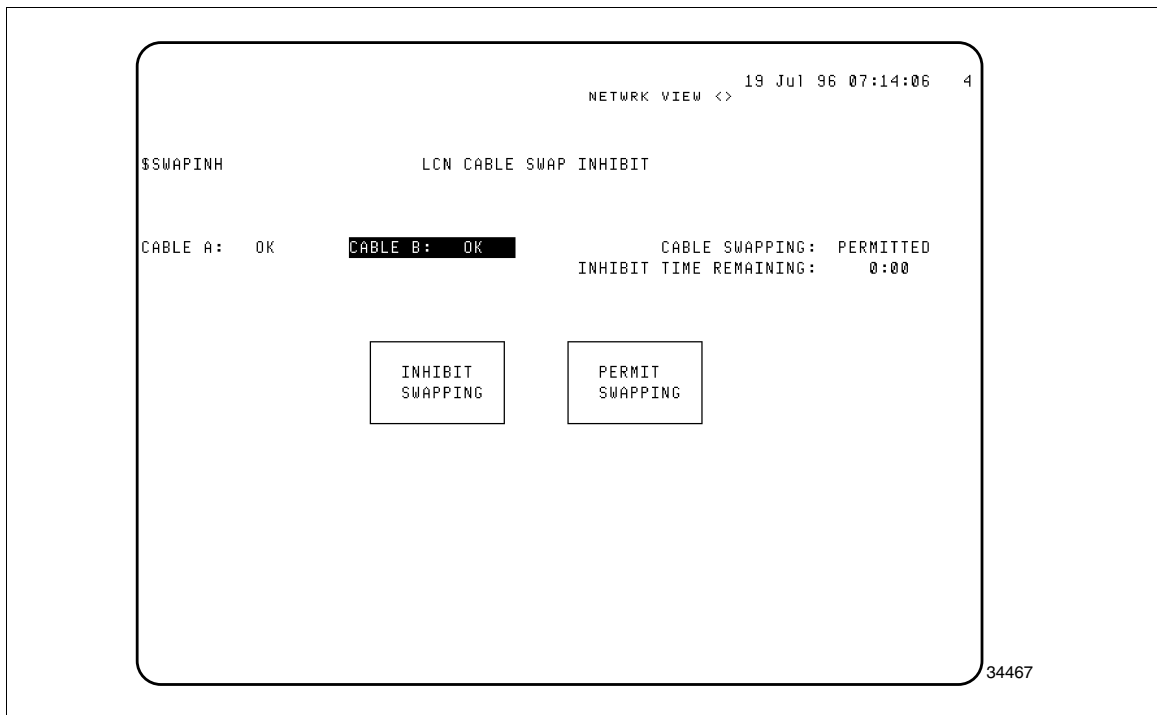 19 Jul 96 07:14:06 4
NETWRK VIEW <>
$SWAPINH LCN CABLE SWAP INHIBIT
CABLE A: OK CABLE B: OK CABLE SWAPPING: PERMITTED
INHIBIT TIME REMAINING: 0:00
INHIBIT
SWAPPING
PERMIT
SWAPPING
34467